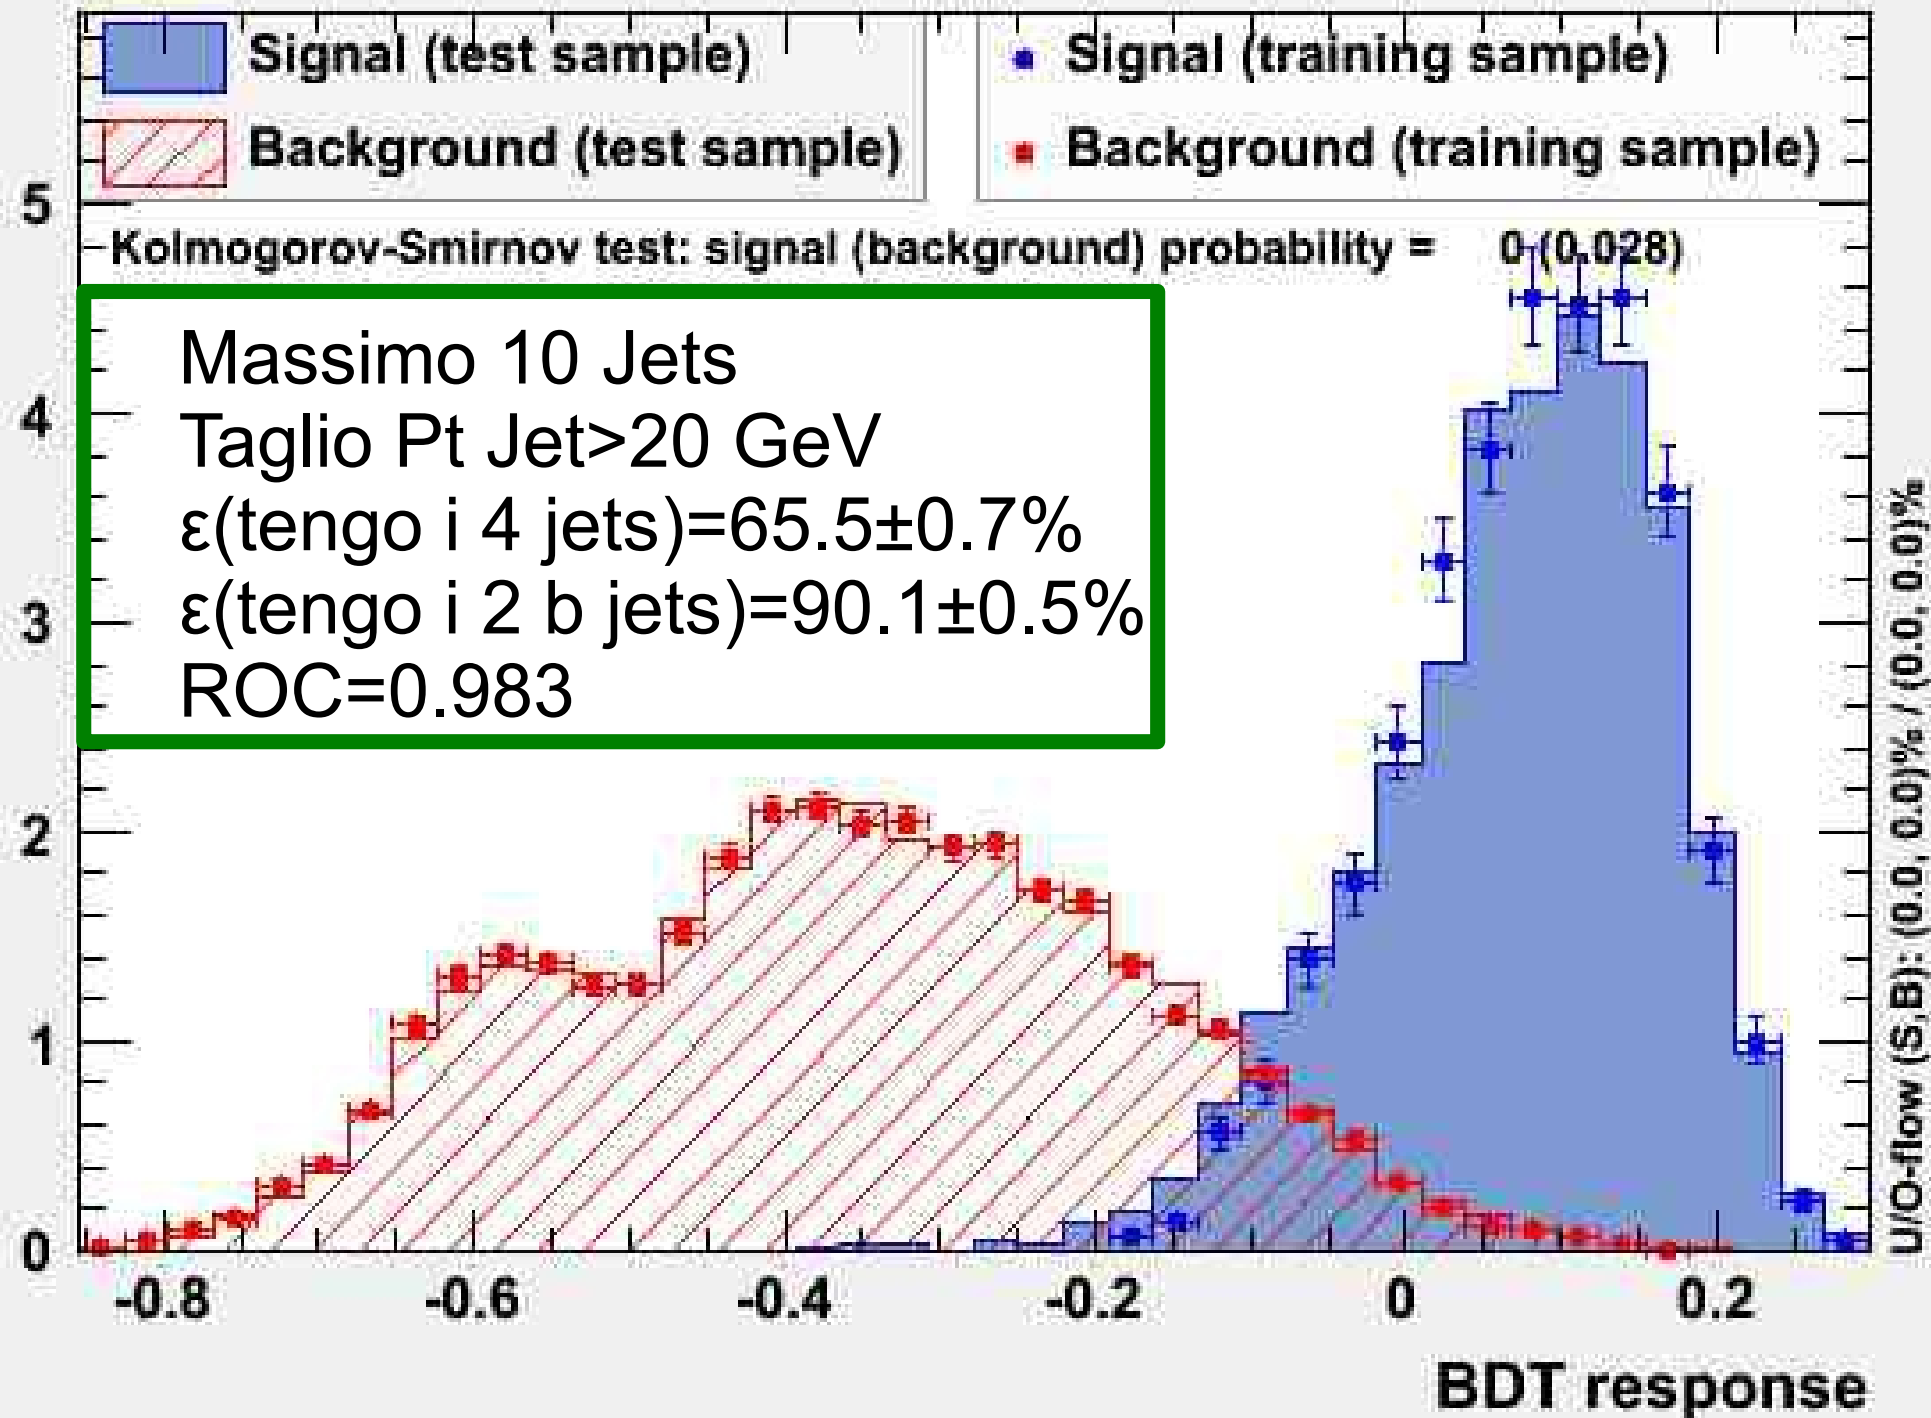 Signal (test sample)
Background (test sample)
Signal (training sample)
Background (training sample)
Kolmogorov-Smirnov test: signal (background) probability = 0 (0.028)
Massimo 10 Jets
Taglio Pt Jet>20 GeV
ε(tengo i 4 jets)=65.5±0.7%
ε(tengo i 2 b jets)=90.1±0.5%
ROC=0.983
5
4
3
2
1
0
-0.8 -0.6 -0.4 -0.2 0 0.2
BDT response
U/O-flow (S,B): (0.0, 0.0)% / (0.0, 0.0)%